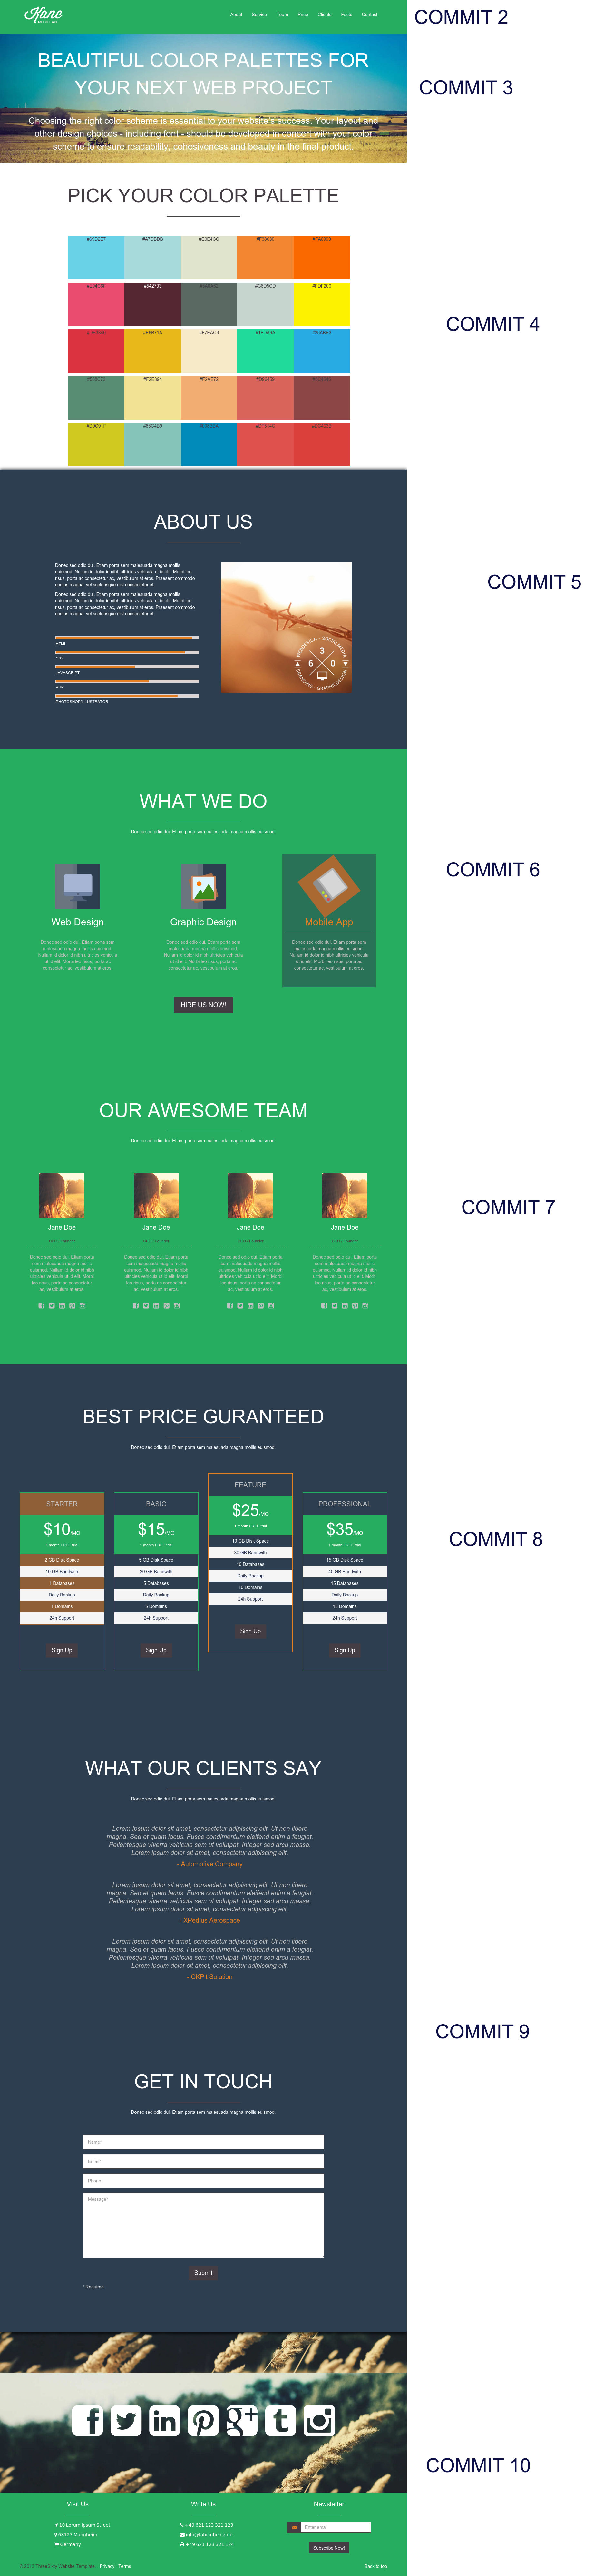 Kane
MOBILE APP
About Service Team Price Clients Facts Contact
COMMIT 2
BEAUTIFUL COLOR PALETTES FOR
YOUR NEXT WEB PROJECT
COMMIT 3
Choosing the right color scheme is essential to your website's success. Your layout and
other design choices - including font - should be developed in concert with your color
scheme to ensure readability, cohesiveness and beauty in the final product.
PICK YOUR COLOR PALETTE
#A7DBDB #E0E4CC
#542733 #C6D5CD #FDF200
COMMIT 4
#F7EAC8
#F2E394 #F2AE72
ABOUT US
Donec sed odio dui. Etiam porta sem malesuada magna mollis
euismod. Nullam id dolor id nibh ultricies vehicula ut id elit. Morbi leo
risus, porta ac consectetur ac, vestibulum at eros. Praesent commodo
cursus magna, vel scelerisque nisl consectetur et.
Donec sed odio dui. Etiam porta sem malesuada magna mollis
euismod. Nullam id dolor id nibh ultricies vehicula ut id elit. Morbi leo
risus, porta ac consectetur ac, vestibulum at eros. Praesent commodo
cursus magna, vel scelerisque nisl consectetur et.
COMMIT 5
HTML
CSS
JAVASCRIPT
PHP
PHOTOSHOP/ILLUSTRATOR
WEBDESIGN - SOCIALMEDIA
BRANDING - GRAPHICDESIGN
3
6 0
WHAT WE DO
Donec sed odio dui. Etiam porta sem malesuada magna mollis euismod.
COMMIT 6
Web Design Graphic Design Mobile App
Donec sed odio dui. Etiam porta sem Donec sed odio dui. Etiam porta sem Donec sed odio dui. Etiam porta sem
malesuada magna mollis euismod. malesuada magna mollis euismod. malesuada magna mollis euismod.
Nullam id dolor id nibh ultricies vehicula Nullam id dolor id nibh ultricies vehicula Nullam id dolor id nibh ultricies vehicula
ut id elit. Morbi leo risus, porta ac ut id elit. Morbi leo risus, porta ac ut id elit. Morbi leo risus, porta ac
consectetur ac, vestibulum at eros. consectetur ac, vestibulum at eros. consectetur ac, vestibulum at eros.
HIRE US NOW!
OUR AWESOME TEAM
Donec sed odio dui. Etiam porta sem malesuada magna mollis euismod.
COMMIT 7
Jane Doe Jane Doe Jane Doe Jane Doe
CEO / Founder CEO / Founder CEO / Founder CEO / Founder
Donec sed odio dui. Etiam porta Donec sed odio dui. Etiam porta Donec sed odio dui. Etiam porta Donec sed odio dui. Etiam porta
sem malesuada magna mollis sem malesuada magna mollis sem malesuada magna mollis sem malesuada magna mollis
euismod. Nullam id dolor id nibh euismod. Nullam id dolor id nibh euismod. Nullam id dolor id nibh euismod. Nullam id dolor id nibh
ultricies vehicula ut id elit. Morbi ultricies vehicula ut id elit. Morbi ultricies vehicula ut id elit. Morbi ultricies vehicula ut id elit. Morbi
leo risus, porta ac consectetur leo risus, porta ac consectetur leo risus, porta ac consectetur leo risus, porta ac consectetur
ac, vestibulum at eros. ac, vestibulum at eros. ac, vestibulum at eros. ac, vestibulum at eros.
BEST PRICE GURANTEED
Donec sed odio dui. Etiam porta sem malesuada magna mollis euismod.
COMMIT 8
STARTER BASIC FEATURE PROFESSIONAL
$10/MO $15/MO $25/MO $35/MO
1 month FREE trial 1 month FREE trial 1 month FREE trial 1 month FREE trial
2 GB Disk Space 5 GB Disk Space 10 GB Disk Space 15 GB Disk Space
10 GB Bandwith 20 GB Bandwith 30 GB Bandwith 40 GB Bandwith
1 Databases 5 Databases 10 Databases 15 Databases
Daily Backup Daily Backup Daily Backup Daily Backup
1 Domains 5 Domains 10 Domains 15 Domains
24h Support 24h Support 24h Support 24h Support
Sign Up Sign Up Sign Up Sign Up
WHAT OUR CLIENTS SAY
Donec sed odio dui. Etiam porta sem malesuada magna mollis euismod.
Lorem ipsum dolor sit amet, consectetur adipiscing elit. Ut non libero
magna. Sed et quam lacus. Fusce condimentum eleifend enim a feugiat.
Pellentesque viverra vehicula sem ut volutpat. Integer sed arcu massa.
Lorem ipsum dolor sit amet, consectetur adipiscing elit.
- Automotive Company
Lorem ipsum dolor sit amet, consectetur adipiscing elit. Ut non libero
magna. Sed et quam lacus. Fusce condimentum eleifend enim a feugiat.
Pellentesque viverra vehicula sem ut volutpat. Integer sed arcu massa.
Lorem ipsum dolor sit amet, consectetur adipiscing elit.
- XPedius Aerospace
Lorem ipsum dolor sit amet, consectetur adipiscing elit. Ut non libero
magna. Sed et quam lacus. Fusce condimentum eleifend enim a feugiat.
Pellentesque viverra vehicula sem ut volutpat. Integer sed arcu massa.
Lorem ipsum dolor sit amet, consectetur adipiscing elit.
- CKPit Solution
COMMIT 9
GET IN TOUCH
Donec sed odio dui. Etiam porta sem malesuada magna mollis euismod.
Name*
Email*
Phone
Message*
Submit
* Required
COMMIT 10
Visit Us Write Us Newsletter
10 Lorum Ipsum Street +49 621 123 321 123 Enter email
68123 Mannheim info@fabianbentz.de
Germany +49 621 123 321 124 Subscribe Now!
© 2013 ThreeSixty Website Template · Privacy · Terms Back to top